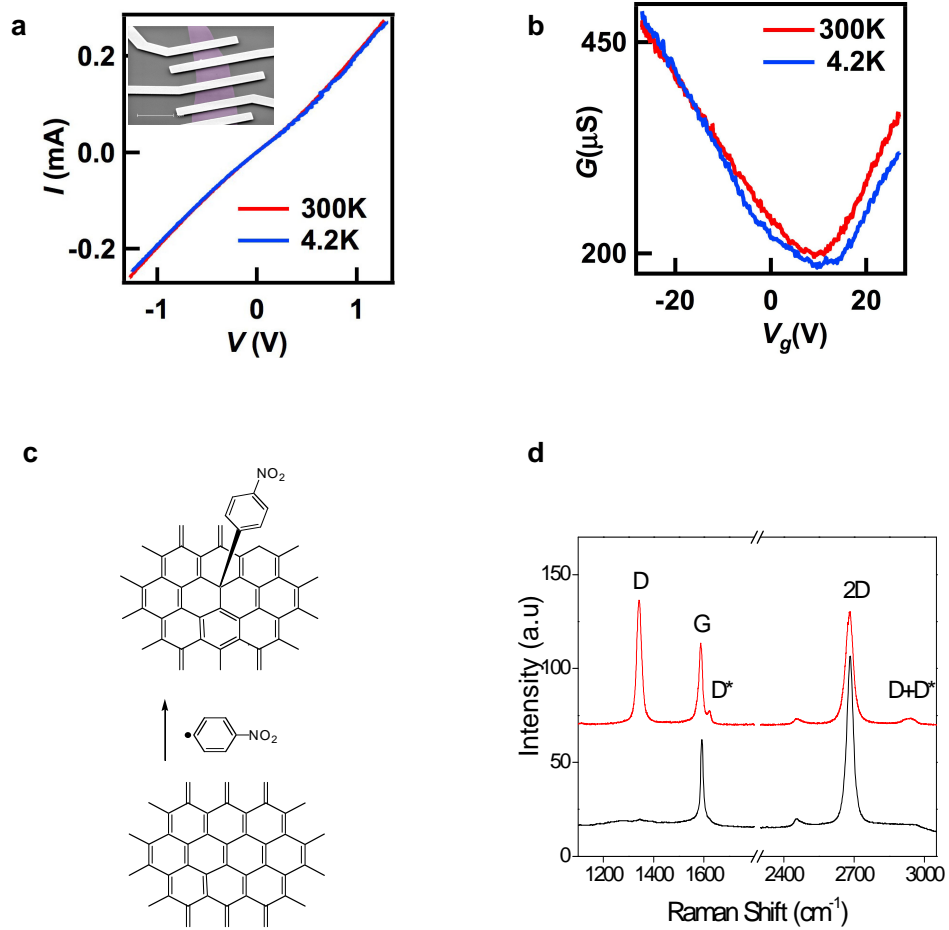 a
0.2
0.0
-0.2
I (mA)
300K
4.2K
-1
0
1
V (V)
b
450
200
G(μS)
300K
4.2K
-20
0
20
Vg(V)
c
NO2
•
NO2
d
150
100
50
0
Intensity (a.u)
D
G
D*
2D
D+D*
1200
1400
1600
2400
2700
3000
Raman Shift (cm-1)